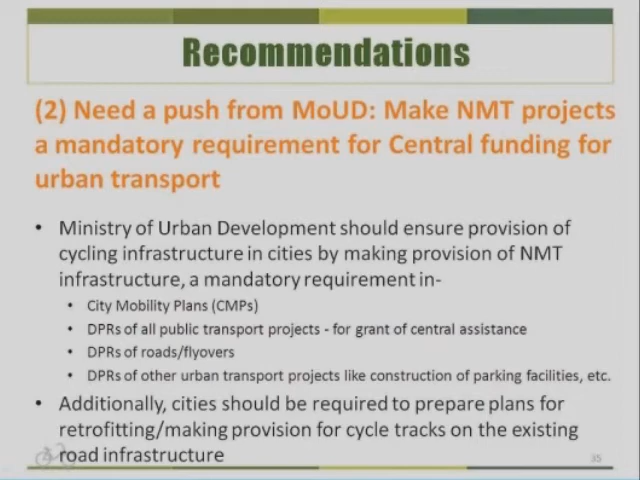 Recommendations
(2) Need a push from MoUD: Make NMT projects
a mandatory requirement for Central funding for
urban transport
• Ministry of Urban Development should ensure provision of
cycling infrastructure in cities by making provision of NMT
infrastructure, a mandatory requirement in-
• City Mobility Plans (CMPs)
• DPRs of all public transport projects - for grant of central assistance
• DPRs of roads/flyovers
• DPRs of other urban transport projects like construction of parking facilities, etc.
• Additionally, cities should be required to prepare plans for
retrofitting/making provision for cycle tracks on the existing
road infrastructure
35